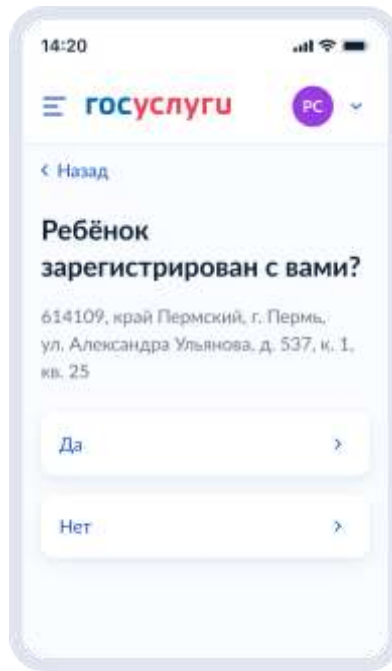 14:20
госуслуги
РС
Назад
Ребёнок
зарегистрирован с вами?
614109, край Пермский, г. Пермь,
ул. Александра Ульянова, д. 537, к. 1,
кв. 25
Да
Нет